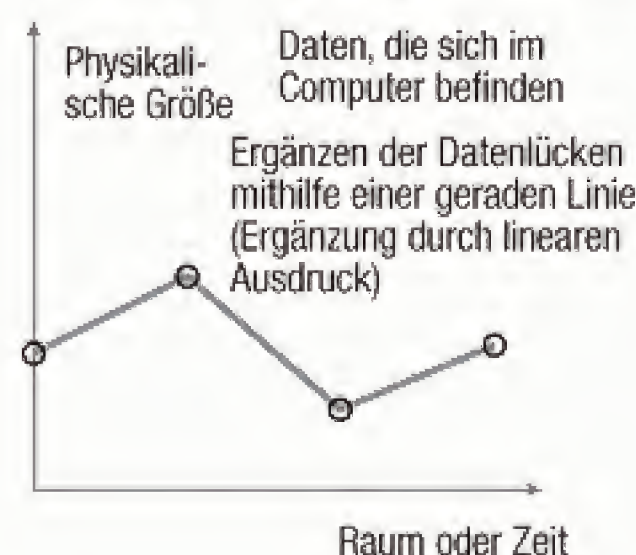 Physikali-
sche Größe
Daten, die sich im
Computer befinden
Ergänzen der Datenlücken
mithilfe einer geraden Linie
(Ergänzung durch linearen
Ausdruck)
Raum oder Zeit